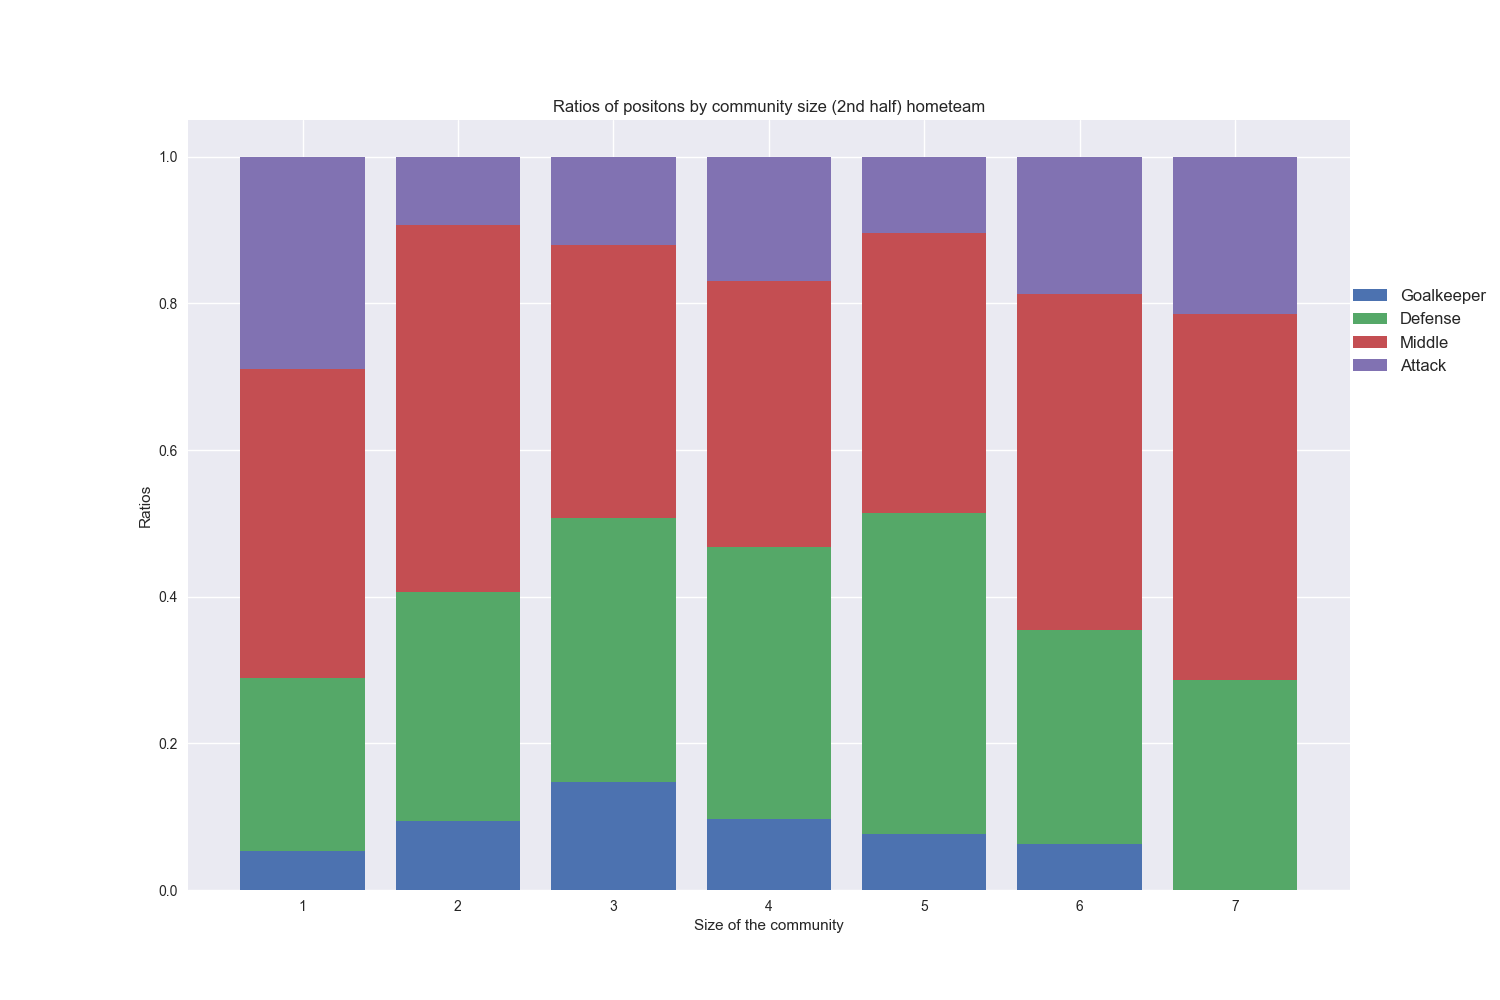 Ratios of positons by community size (2nd half) hometeam
1.0
0.8
0.6
0.4
0.2
0.0
Ratios
1 2 3 4 5 6 7
Size of the community
Goalkeeper
Defense
Middle
Attack